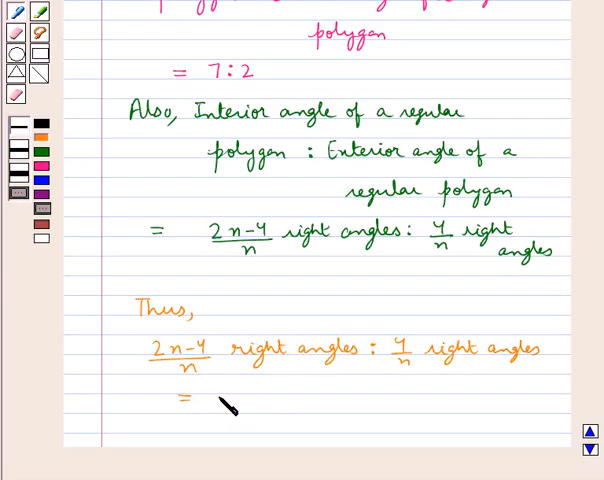 polygon
= 7:2
Also, Interior angle of a regular
polygon : Exterior angle of a
regular polygon
= 2n-4/n right angles: 4/n right
angles
Thus,
2n-4/n right angles: 4/n right angles
=